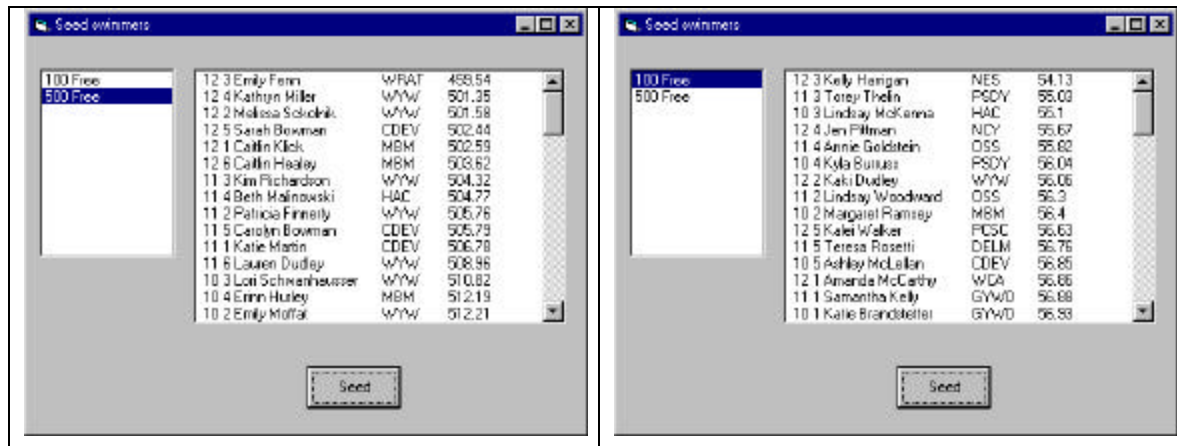 Seed swimmers
100 Free
500 Free
12 3 Emily Fenn WRAT 459.54
12 4 Kathryn Miller WYW 501.35
12 2 Melissa Sckolnik WYW 501.58
12 5 Sarah Bowman CDEV 502.44
12 1 Caitlin Klick MBM 502.59
12 6 Caitlin Healey MBM 503.62
11 3 Kim Richardson WYW 504.32
11 4 Beth Malinowski HAC 504.77
11 2 Patricia Finnerty WYW 505.76
11 5 Carolyn Bowman CDEV 505.79
11 1 Katie Martin CDEV 506.78
11 6 Lauren Dudley WYW 508.96
10 3 Lori Schwenhausser WYW 510.82
10 4 Erinn Hurley MBM 512.19
10 2 Emily Moffat WYW 512.21
Seed
Seed swimmers
100 Free
500 Free
12 3 Kelly Harrigan NES 54.13
11 3 Torey Thelin PSDY 55.03
10 3 Lindsay McKenna HAC 55.1
12 4 Jen Pittman NCY 55.67
11 4 Annie Goldstein OSS 55.82
10 4 Kyla Burruss PSDY 56.04
12 2 Kaki Dudley WYW 56.06
11 2 Lindsay Woodward OSS 56.3
10 2 Margaret Ramsey MBM 56.4
12 5 Kalei Walker PCSC 56.63
11 5 Teresa Rosetti DELM 56.76
10 5 Ashley McLellan CDEV 56.85
12 1 Amanda McCarthy WCA 56.86
11 1 Samantha Kelly GYWD 56.88
10 1 Katie Brandstetter GYWD 56.93
Seed